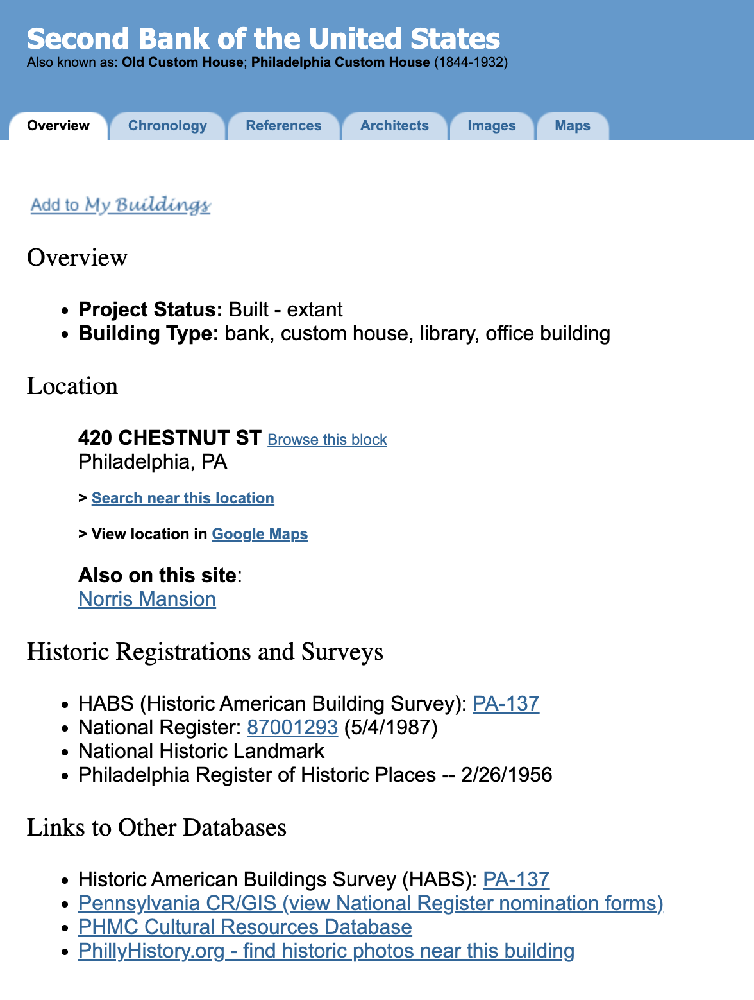 Second Bank of the United States
Also known as: Old Custom House; Philadelphia Custom House (1844-1932)
Overview Chronology References Architects Images Maps
Add to My Buildings
Overview
• Project Status: Built - extant
• Building Type: bank, custom house, library, office building
Location
420 CHESTNUT ST Browse this block
Philadelphia, PA
> Search near this location
> View location in Google Maps
Also on this site:
Norris Mansion
Historic Registrations and Surveys
• HABS (Historic American Building Survey): PA-137
• National Register: 87001293 (5/4/1987)
• National Historic Landmark
• Philadelphia Register of Historic Places -- 2/26/1956
Links to Other Databases
• Historic American Buildings Survey (HABS): PA-137
• Pennsylvania CR/GIS (view National Register nomination forms)
• PHMC Cultural Resources Database
• PhillyHistory.org - find historic photos near this building